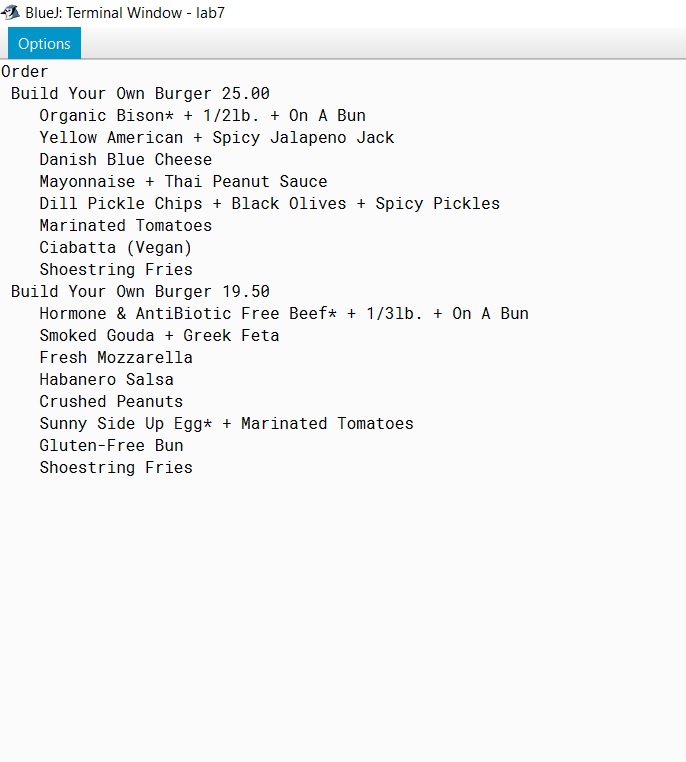 BlueJ: Terminal Window - lab7
Options
Order
Build Your Own Burger 25.00
Organic Bison* + 1/2lb. + On A Bun
Yellow American + Spicy Jalapeno Jack
Danish Blue Cheese
Mayonnaise + Thai Peanut Sauce
Dill Pickle Chips + Black Olives + Spicy Pickles
Marinated Tomatoes
Ciabatta (Vegan)
Shoestring Fries
Build Your Own Burger 19.50
Hormone & AntiBiotic Free Beef* + 1/3lb. + On A Bun
Smoked Gouda + Greek Feta
Fresh Mozzarella
Habanero Salsa
Crushed Peanuts
Sunny Side Up Egg* + Marinated Tomatoes
Gluten-Free Bun
Shoestring Fries